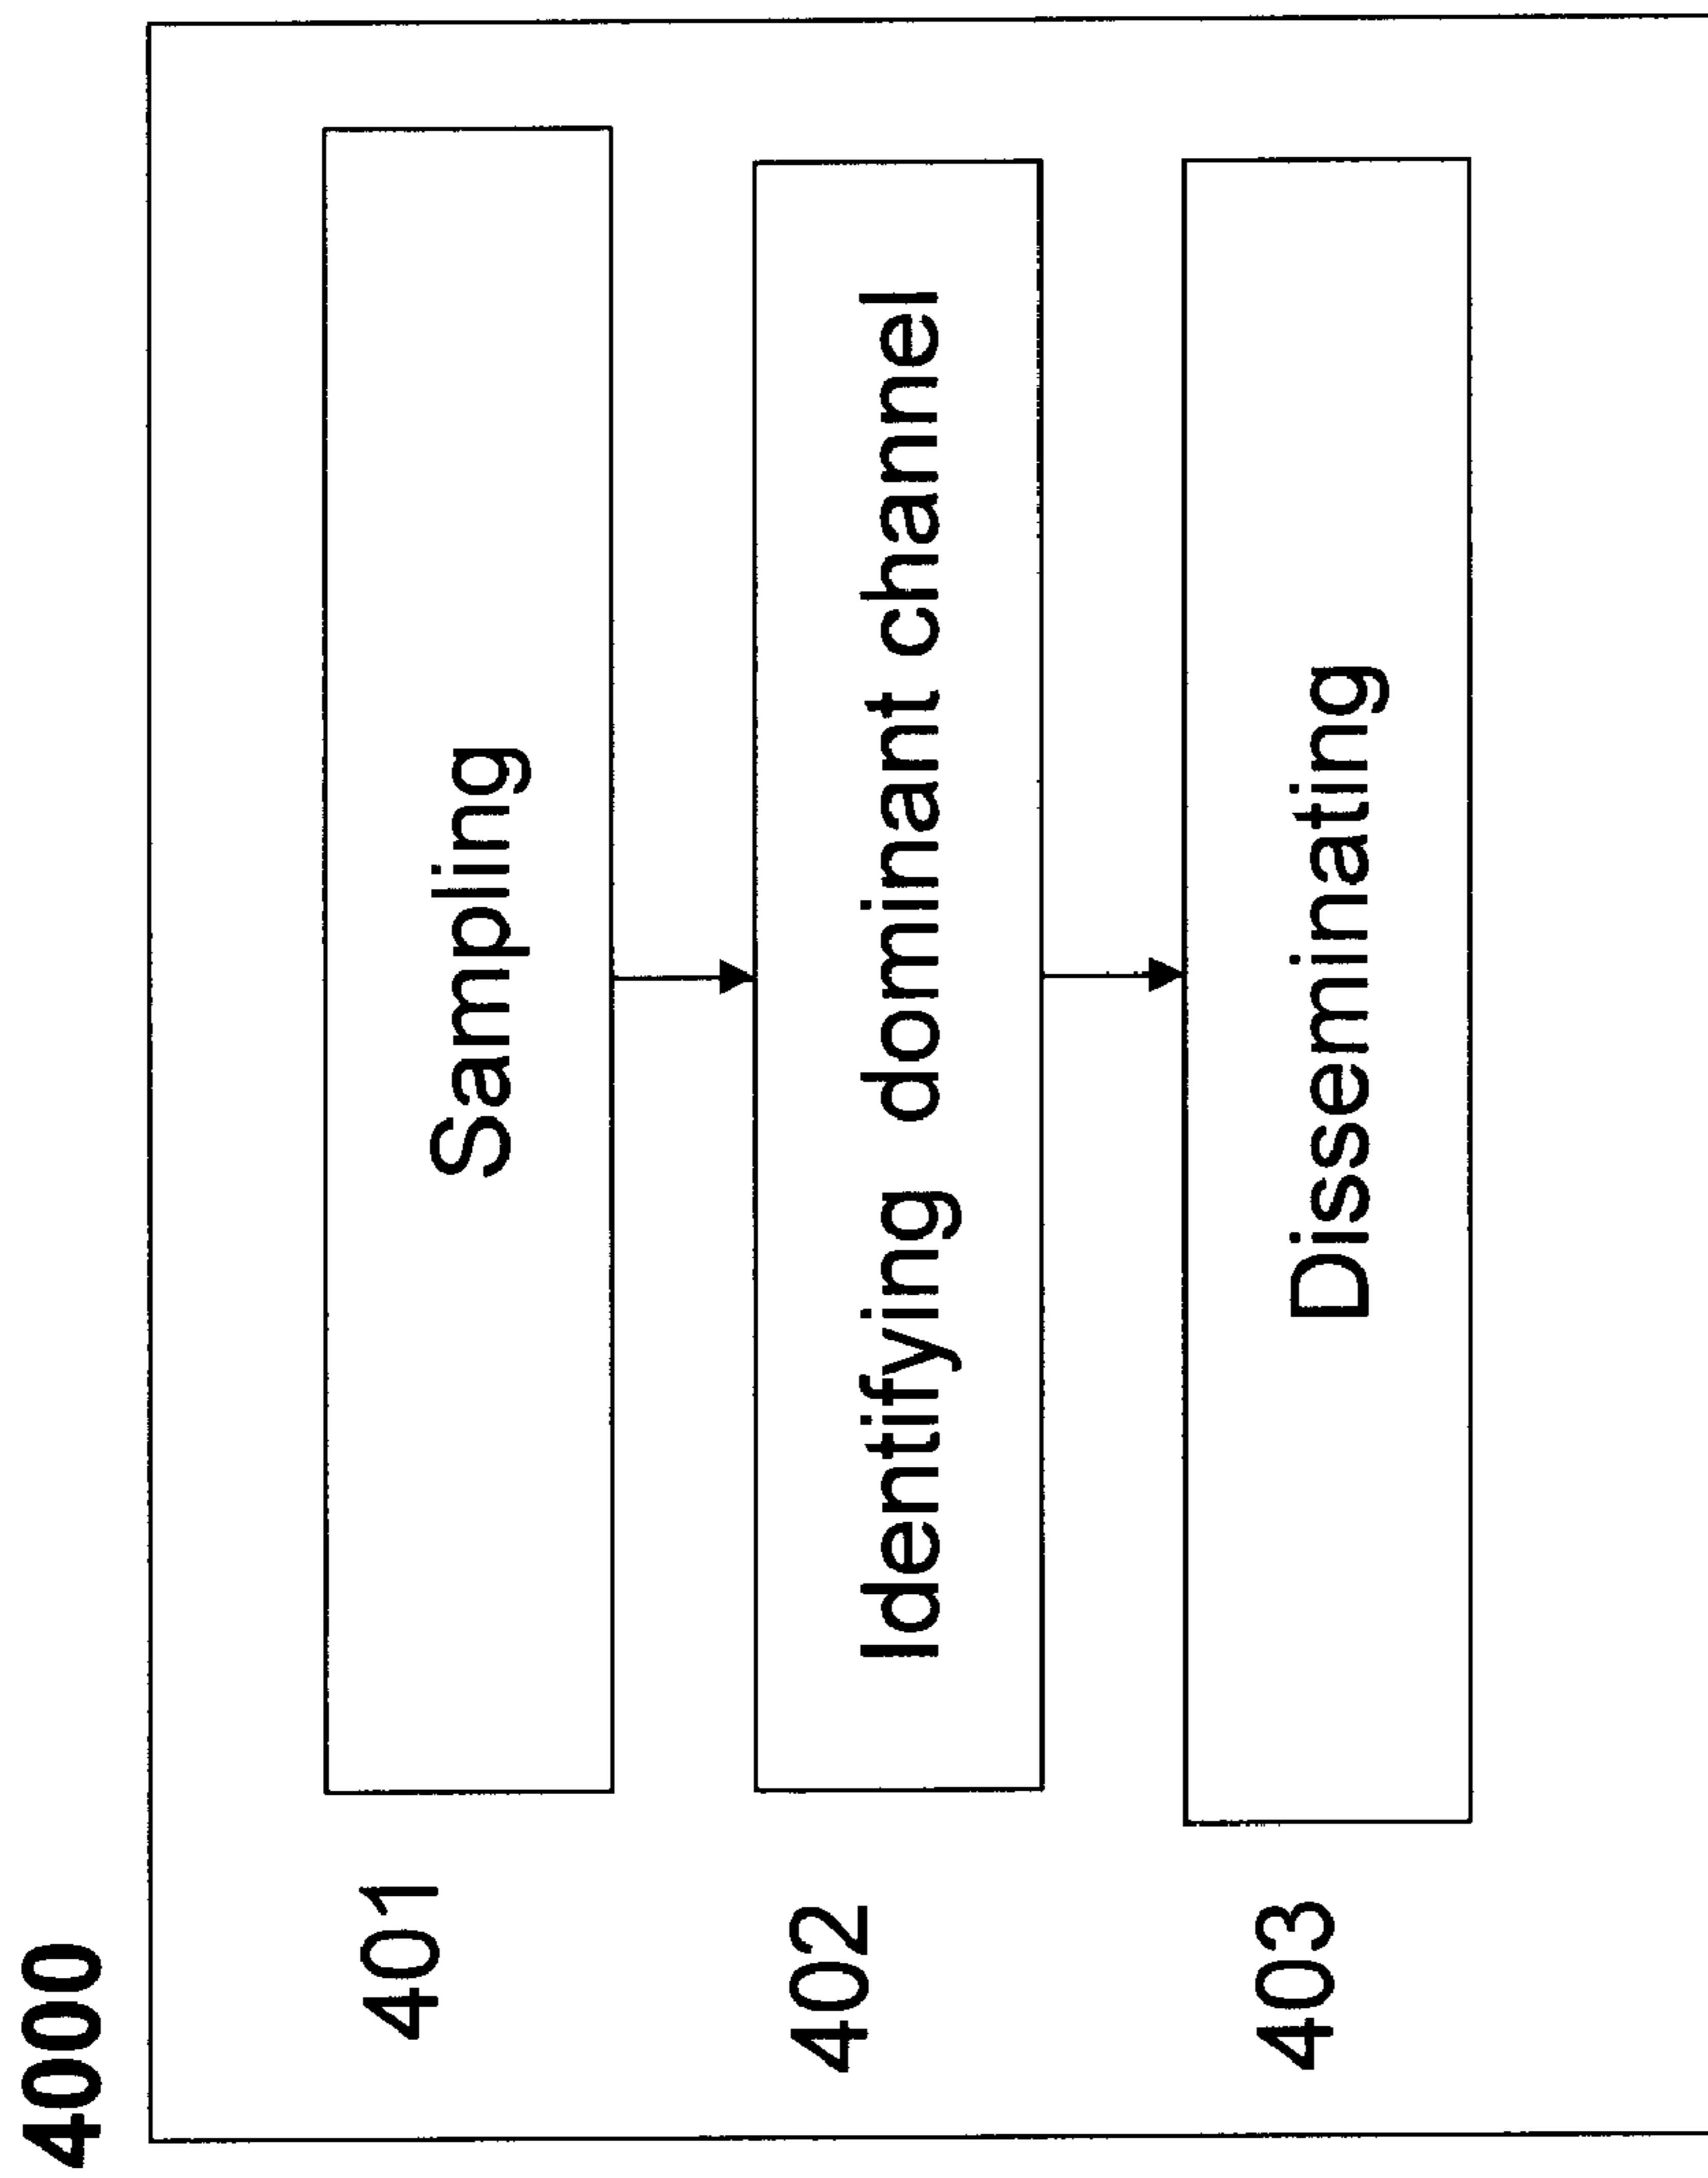 4000
401
Sampling
402
Identifying dominant channel
403
Disseminating